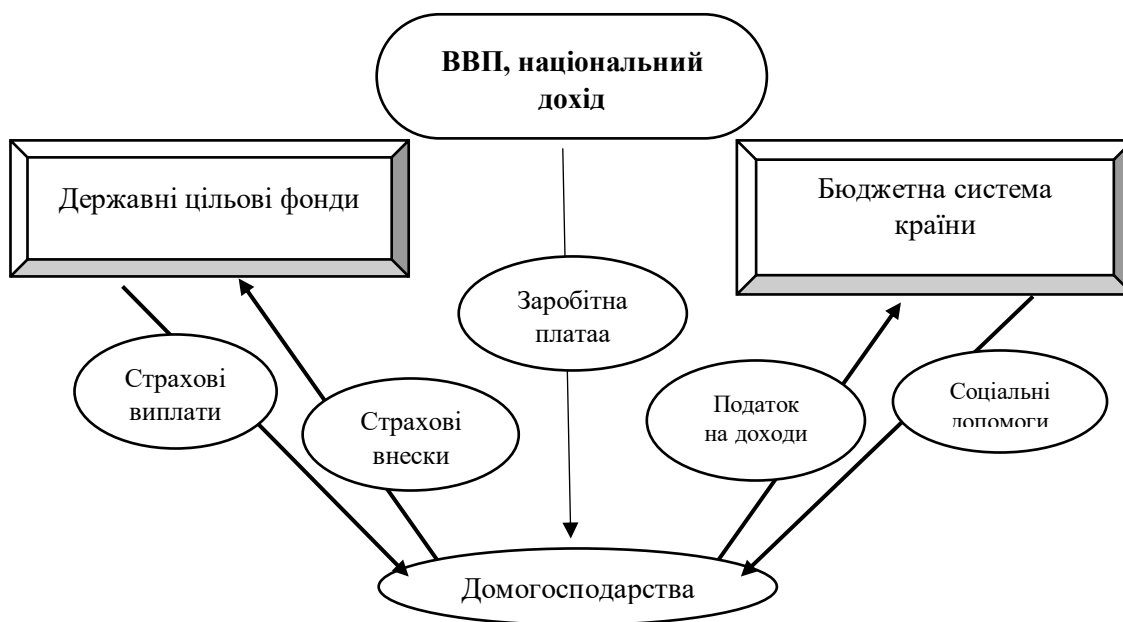 ВВП, національний
дохід
Державні цільові фонди
Бюджетна система
країни
Заробітна
платаа
Страхові
виплати
Страхові
внески
Податок
на доходи
Соціальні
допомоги
Домогосподарства